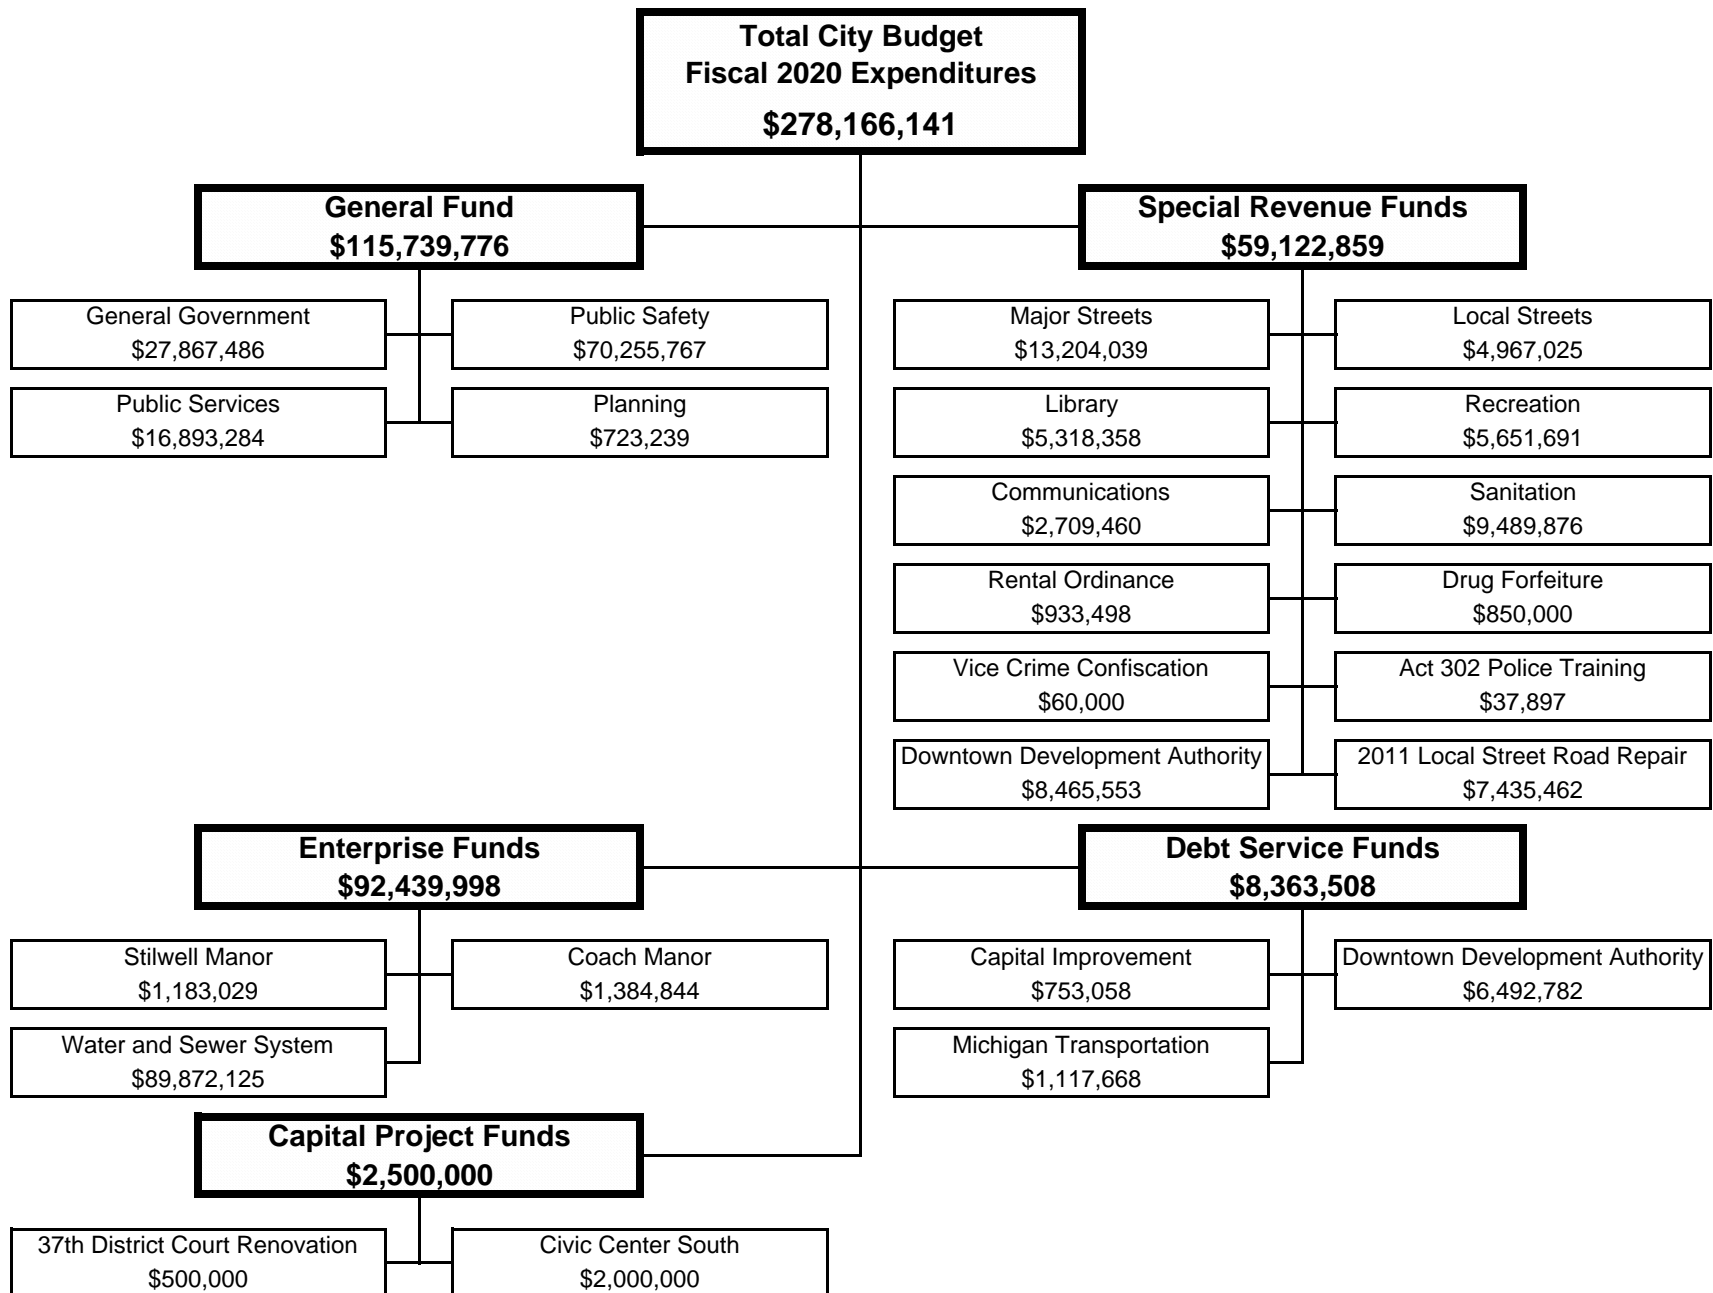 Total City Budget
Fiscal 2020 Expenditures
$278,166,141
General Fund
$115,739,776
Special Revenue Funds
$59,122,859
General Government
$27,867,486
Public Safety
$70,255,767
Public Services
$16,893,284
Planning
$723,239
Major Streets
$13,204,039
Local Streets
$4,967,025
Library
$5,318,358
Recreation
$5,651,691
Communications
$2,709,460
Sanitation
$9,489,876
Rental Ordinance
$933,498
Drug Forfeiture
$850,000
Vice Crime Confiscation
$60,000
Act 302 Police Training
$37,897
Downtown Development Authority
$8,465,553
2011 Local Street Road Repair
$7,435,462
Enterprise Funds
$92,439,998
Debt Service Funds
$8,363,508
Stilwell Manor
$1,183,029
Coach Manor
$1,384,844
Water and Sewer System
$89,872,125
Capital Improvement
$753,058
Downtown Development Authority
$6,492,782
Michigan Transportation
$1,117,668
Capital Project Funds
$2,500,000
37th District Court Renovation
$500,000
Civic Center South
$2,000,000